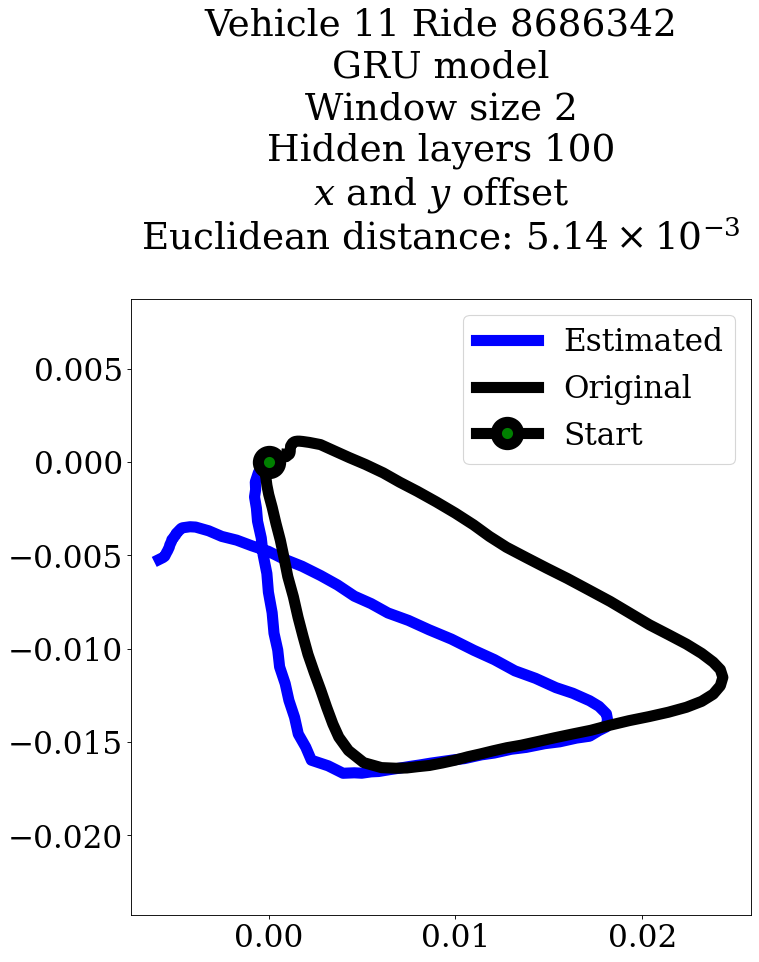 Vehicle 11 Ride 8686342
GRU model
Window size 2
Hidden layers 100
x and y offset
Euclidean distance: 5.14 × 10⁻³
Estimated
Original
Start
0.005
0.000
−0.005
−0.010
−0.015
−0.020
0.00 0.01 0.02